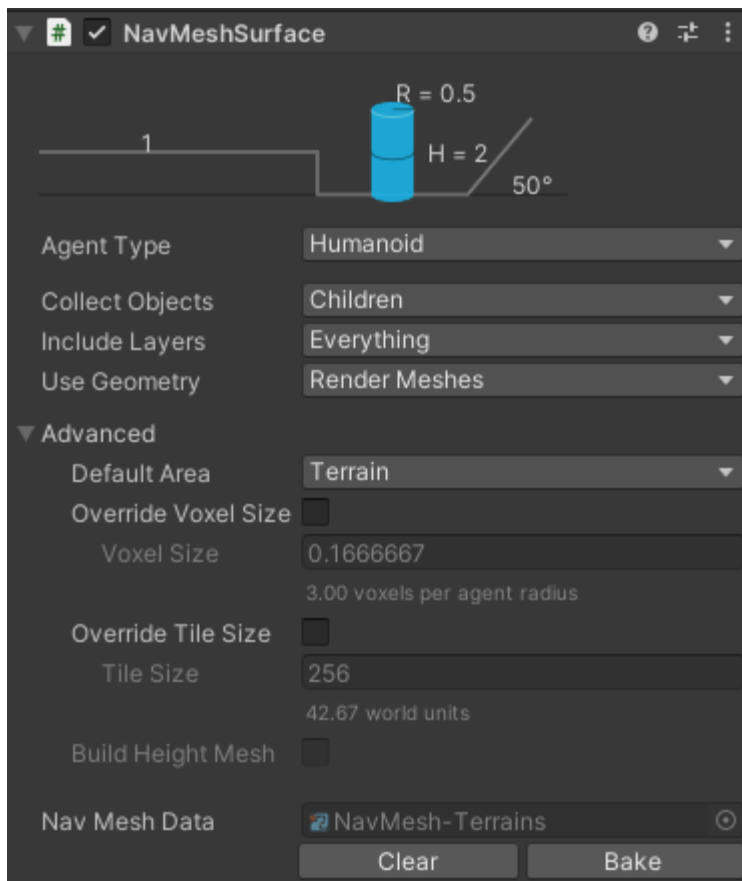 # NavMeshSurface
R = 0.5
1
H = 2
50°
Agent Type Humanoid
Collect Objects Children
Include Layers Everything
Use Geometry Render Meshes
Advanced
Default Area Terrain
Override Voxel Size
Voxel Size 0.1666667
3.00 voxels per agent radius
Override Tile Size
Tile Size 256
42.67 world units
Build Height Mesh
Nav Mesh Data NavMesh-Terrains
Clear Bake